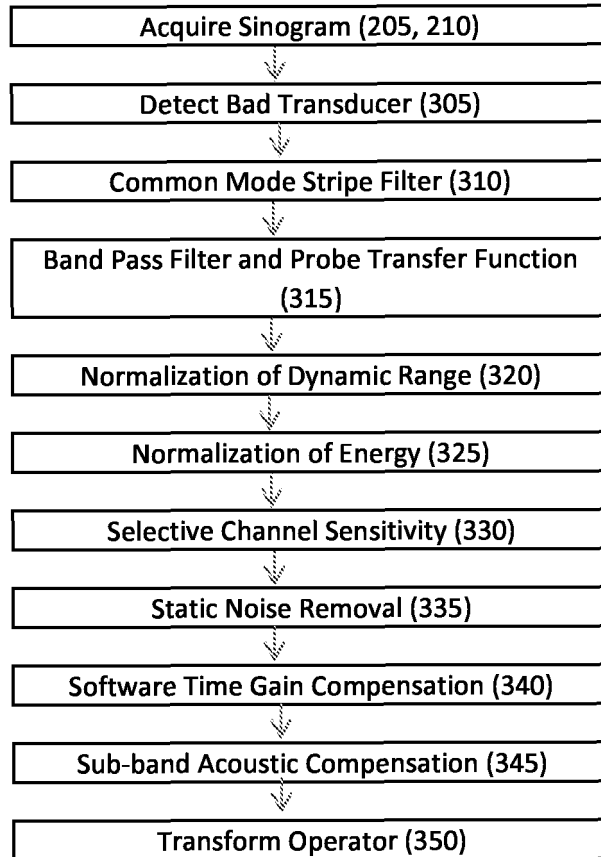 Acquire Sinogram (205, 210)
Detect Bad Transducer (305)
Common Mode Stripe Filter (310)
Band Pass Filter and Probe Transfer Function
(315)
Normalization of Dynamic Range (320)
Normalization of Energy (325)
Selective Channel Sensitivity (330)
Static Noise Removal (335)
Software Time Gain Compensation (340)
Sub-band Acoustic Compensation (345)
Transform Operator (350)